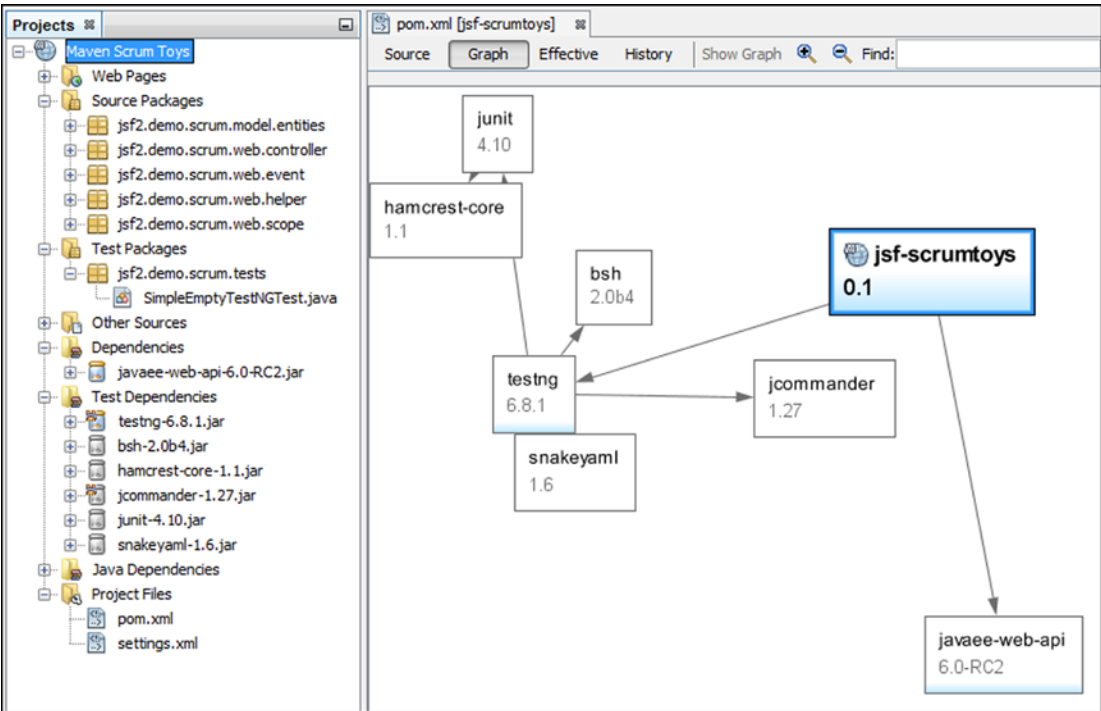 Projects
Maven Scrum Toys
Web Pages
Source Packages
jsf2.demo.scrum.model.entities
jsf2.demo.scrum.web.controller
jsf2.demo.scrum.web.event
jsf2.demo.scrum.web.helper
jsf2.demo.scrum.web.scope
Test Packages
jsf2.demo.scrum.tests
SimpleEmptyTestNGTest.java
Other Sources
Dependencies
javaee-web-api-6.0-RC2.jar
Test Dependencies
testng-6.8.1.jar
bsh-2.0b4.jar
hamcrest-core-1.1.jar
jcommander-1.27.jar
junit-4.10.jar
snakeyaml-1.6.jar
Java Dependencies
Project Files
pom.xml
settings.xml
pom.xml [jsf-scrumtoys]
Source Graph Effective History Show Graph Find:
junit
4.10
hamcrest-core
1.1
bsh
2.0b4
jsf-scrumtoys
0.1
testng
6.8.1
jcommander
1.27
snakeyaml
1.6
javaee-web-api
6.0-RC2